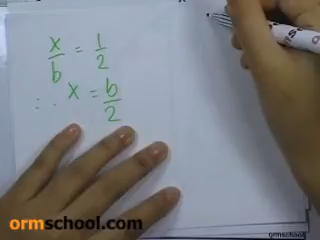 x/b = 1/2
∴ x = b/2
ormschool.com
ormschool